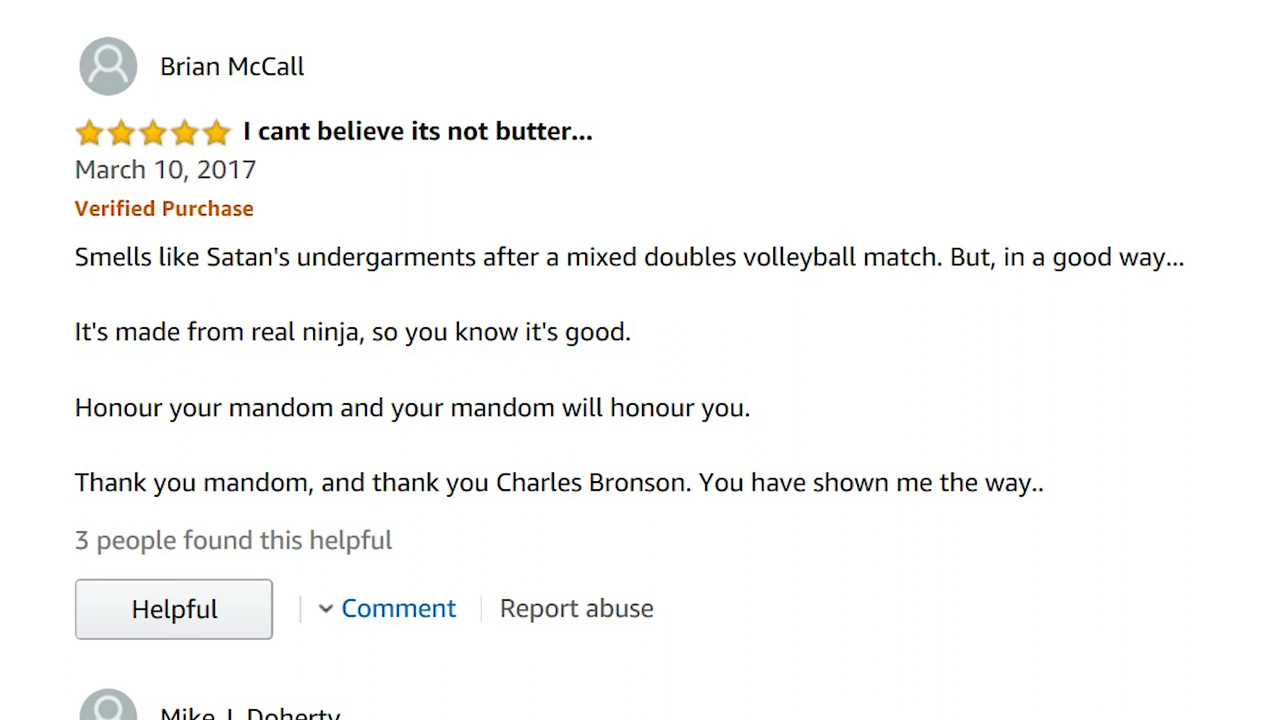 Brian McCall
I cant believe its not butter...
March 10, 2017
Verified Purchase
Smells like Satan's undergarments after a mixed doubles volleyball match. But, in a good way...
It's made from real ninja, so you know it's good.
Honour your mandom and your mandom will honour you.
Thank you mandom, and thank you Charles Bronson. You have shown me the way..
3 people found this helpful
Helpful Comment Report abuse
Mike J. Doherty